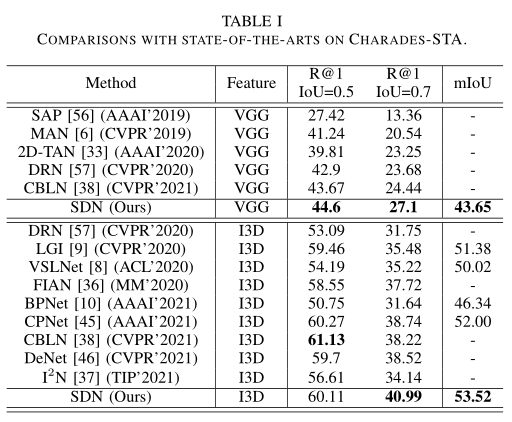 TABLE I
COMPARISONS WITH STATE-OF-THE-ARTS ON CHARADES-STA.
Method Feature R@1 IoU=0.5 R@1 IoU=0.7 mIoU
SAP [56] (AAAI'2019) VGG 27.42 13.36 -
MAN [6] (CVPR'2019) VGG 41.24 20.54 -
2D-TAN [33] (AAAI'2020) VGG 39.81 23.25 -
DRN [57] (CVPR'2020) VGG 42.9 23.68 -
CBLN [38] (CVPR'2021) VGG 43.67 24.44 -
SDN (Ours) VGG 44.6 27.1 43.65
DRN [57] (CVPR'2020) I3D 53.09 31.75 -
LGI [9] (CVPR'2020) I3D 59.46 35.48 51.38
VSLNet [8] (ACL'2020) I3D 54.19 35.22 50.02
FIAN [36] (MM'2020) I3D 58.55 37.72 -
BPNet [10] (AAAI'2021) I3D 50.75 31.64 46.34
CPNet [45] (AAAI'2021) I3D 60.27 38.74 52.00
CBLN [38] (CVPR'2021) I3D 61.13 38.22 -
DeNet [46] (CVPR'2021) I3D 59.7 38.52 -
I²N [37] (TIP'2021) I3D 56.61 34.14 -
SDN (Ours) I3D 60.11 40.99 53.52